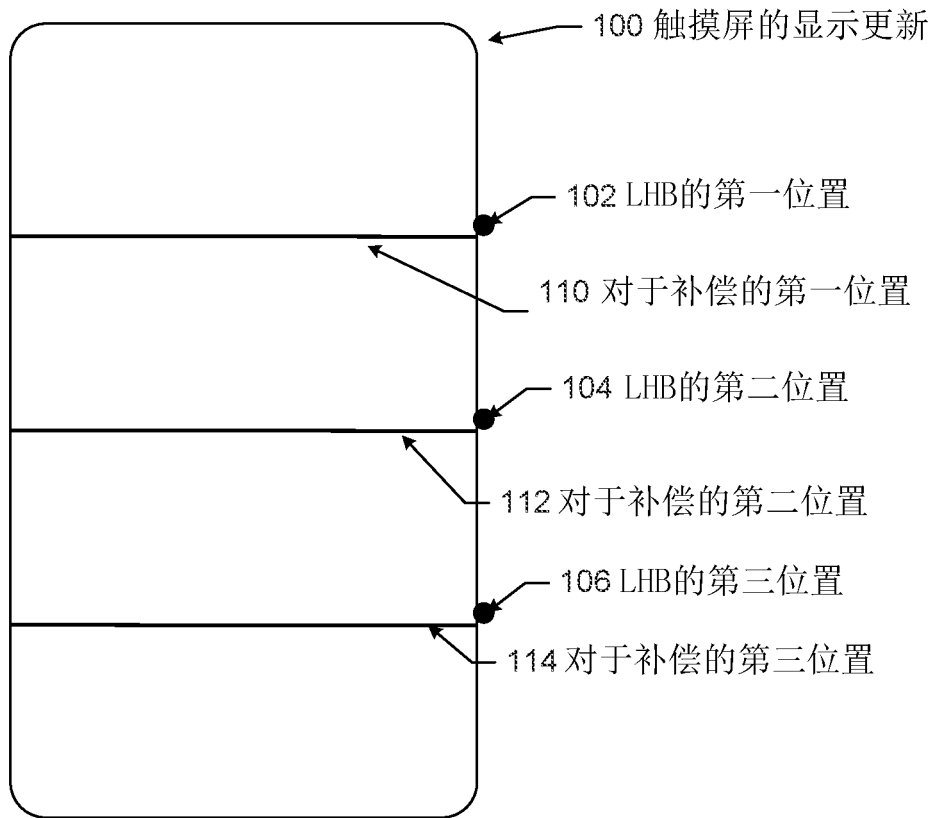 100 触摸屏的显示更新
102 LHB的第一位置
110 对于补偿的第一位置
104 LHB的第二位置
112 对于补偿的第二位置
106 LHB的第三位置
114 对于补偿的第三位置